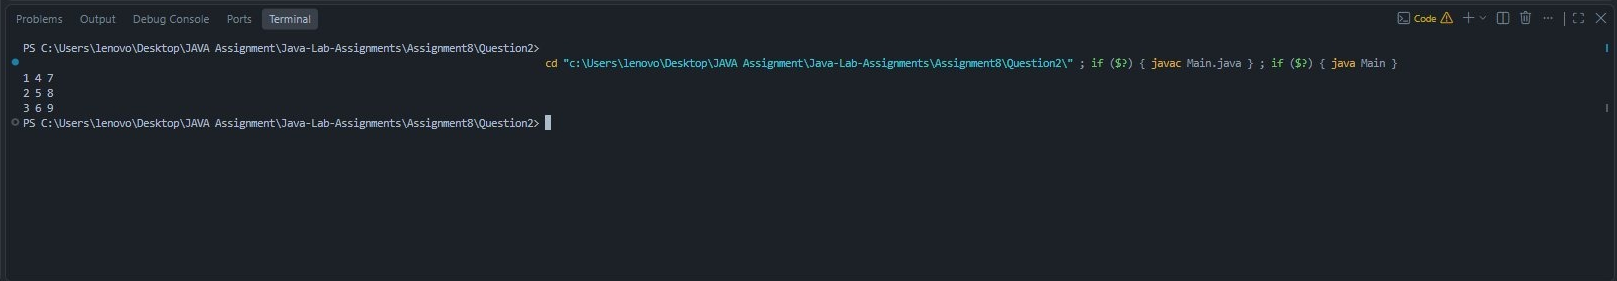 Problems Output Debug Console Ports Terminal Code
PS C:\Users\lenovo\Desktop\JAVA Assignment\Java-Lab-Assignments\Assignment8\Question2>
cd "c:\Users\lenovo\Desktop\JAVA Assignment\Java-Lab-Assignments\Assignment8\Question2\" ; if ($?) { javac Main.java } ; if ($?) { java Main }
1 4 7
2 5 8
3 6 9
PS C:\Users\lenovo\Desktop\JAVA Assignment\Java-Lab-Assignments\Assignment8\Question2>